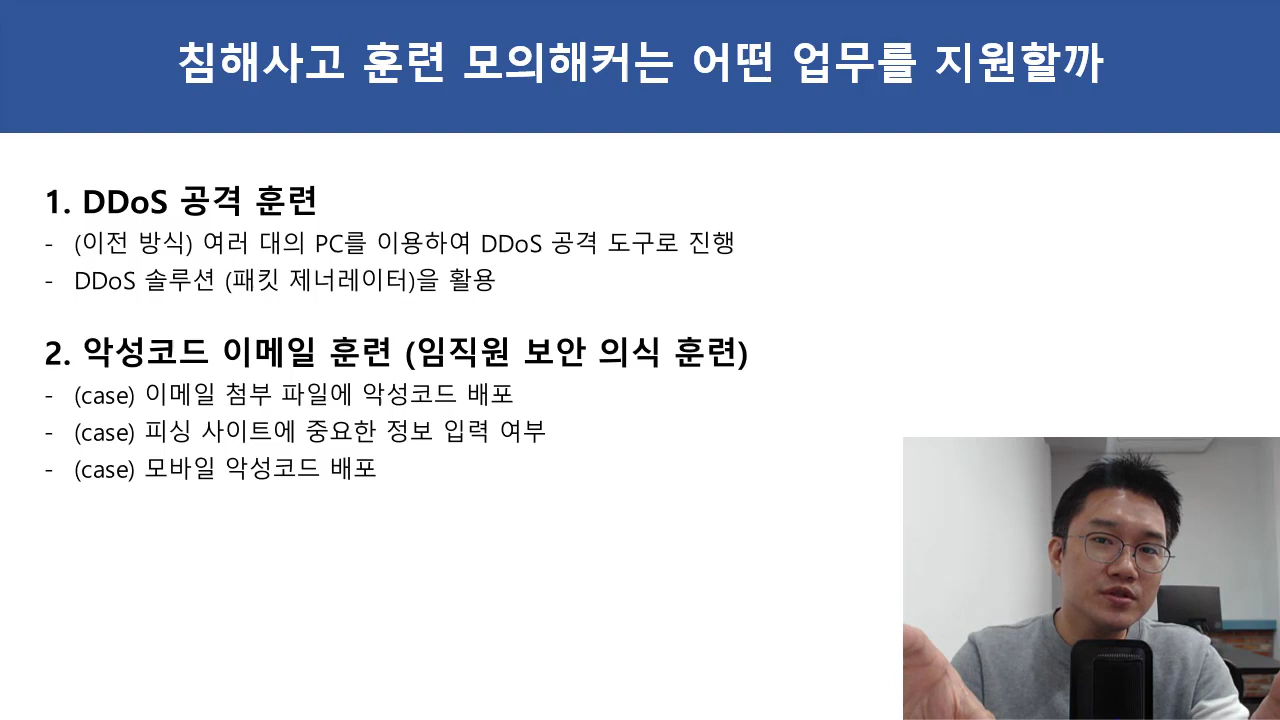 침해사고 훈련 모의해커는 어떤 업무를 지원할까
1. DDoS 공격 훈련
- (이전 방식) 여러 대의 PC를 이용하여 DDoS 공격 도구로 진행
- DDoS 솔루션 (패킷 제너레이터)을 활용
2. 악성코드 이메일 훈련 (임직원 보안 의식 훈련)
- (case) 이메일 첨부 파일에 악성코드 배포
- (case) 피싱 사이트에 중요한 정보 입력 여부
- (case) 모바일 악성코드 배포